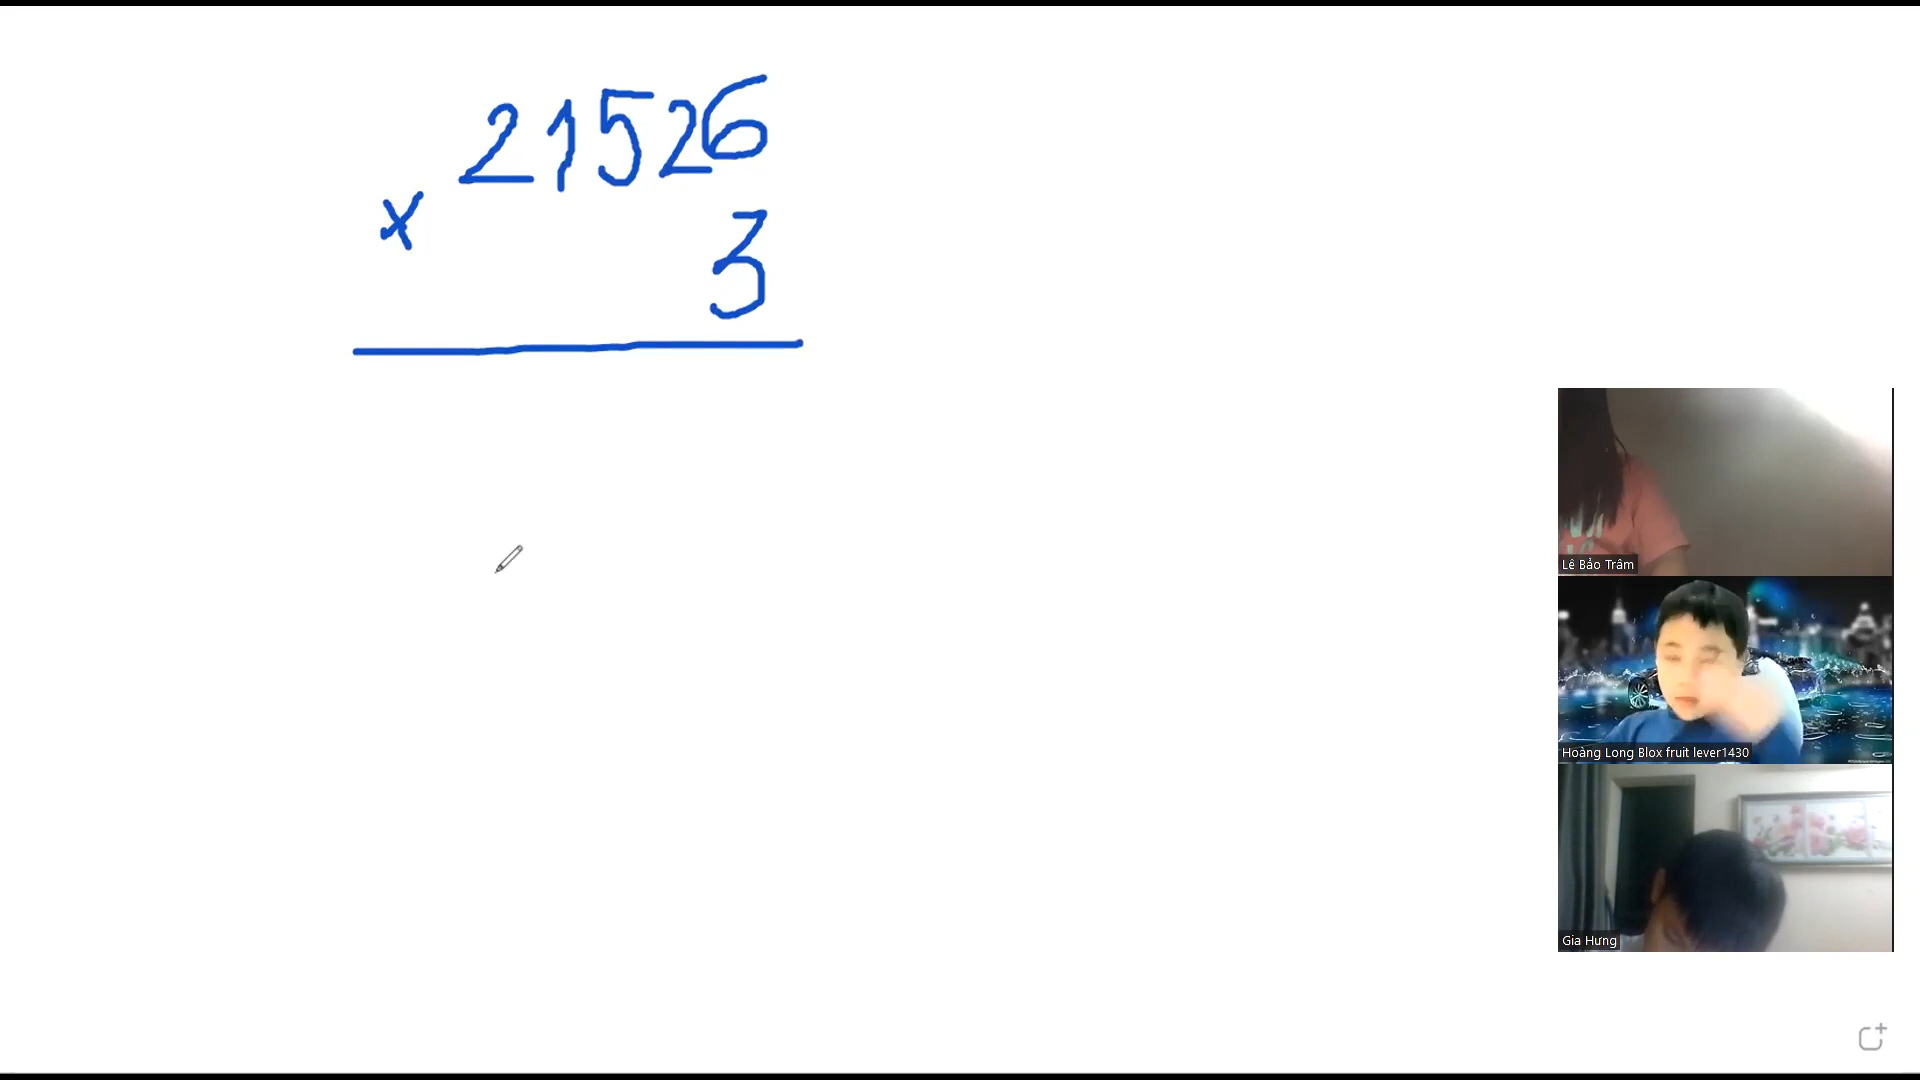 21526
x
3
Lê Bảo Trâm
Hoàng Long Blox fruit lever1430
Gia Hưng